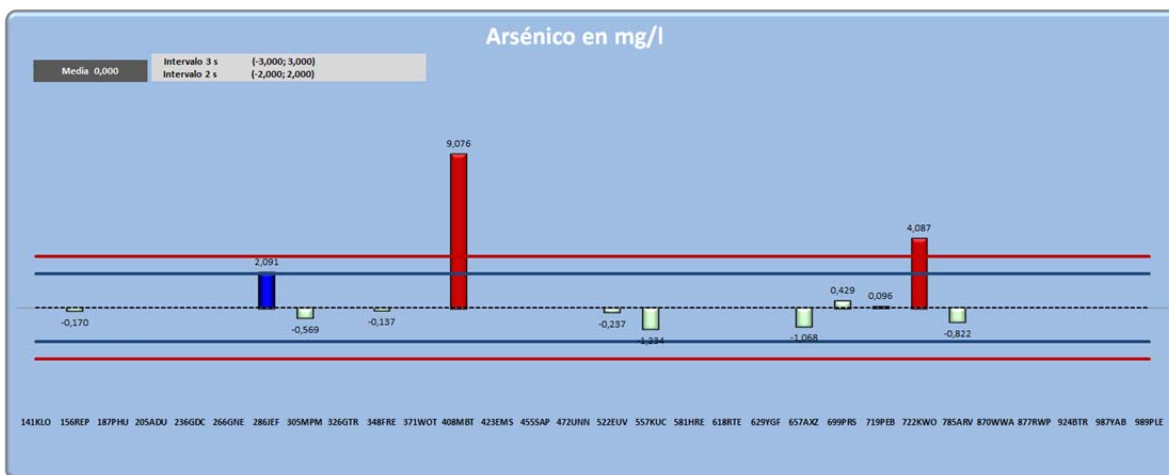 Arsénico en mg/l
Media 0,000
Intervalo 3 s (-3,000; 3,000)
Intervalo 2 s (-2,000; 2,000)
9,076
4,087
2,091
0,429
0,096
-0,170
-0,569
-0,137
-0,237
-1,234
-1,068
-0,822
141KLO 156REP 187PHU 205ADU 236GDC 266GNE 286JEF 305MPM 326GTR 348FRE 371WOT 408MBT 423EMS 455SAP 472UNN 522EUV 557KUC 581HRE 618RTE 629YGF 657AXZ 699PRS 719PEB 722KWO 785ARV 870WWA 877RWP 924BTR 987YAB 989PLE